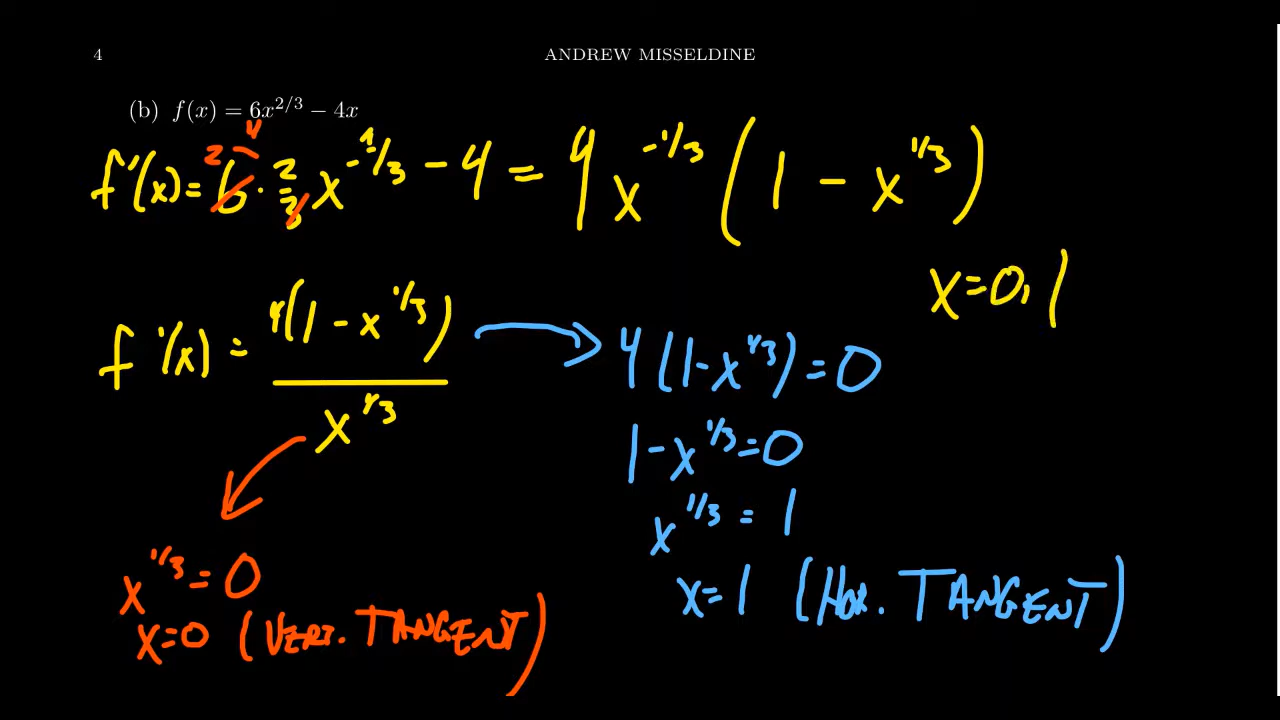 4 ANDREW MISSELDINE
(b) f(x) = 6x^{2/3} − 4x
2 4
f'(x) = 6 · 2/3 x^{-1/3} − 4 = 4x^{-1/3} (1 − x^{1/3})
x=0, 1
f'(x) = 4(1 − x^{1/3}) / x^{1/3}
4(1−x^{1/3}) = 0
1−x^{1/3} = 0
x^{1/3} = 1
x=1 (HOR. TANGENT)
x^{1/3} = 0
x=0 (VERT. TANGENT)